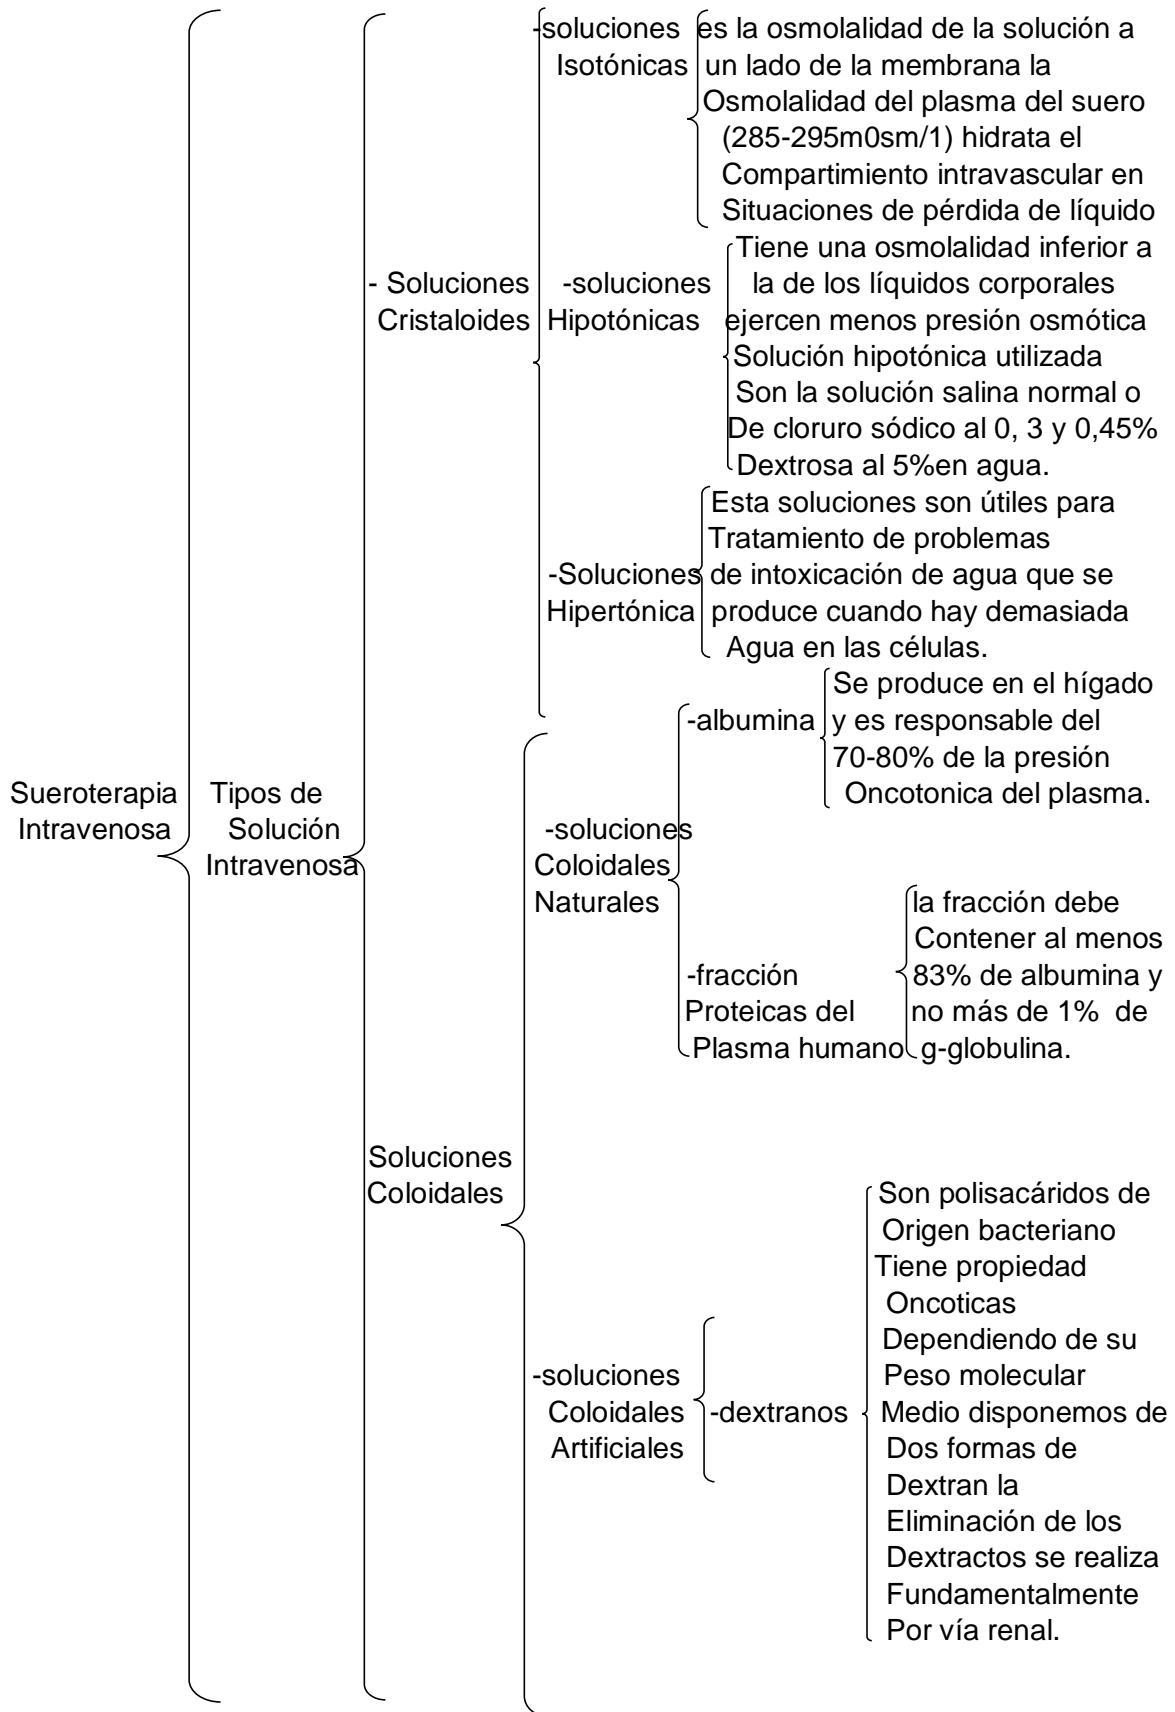 Sueroterapia
Intravenosa
Tipos de
Solución
Intravenosa
- Soluciones
Cristaloides
-soluciones
Isotónicas
es la osmolalidad de la solución a
un lado de la membrana la
Osmolalidad del plasma del suero
(285-295m0sm/1) hidrata el
Compartimiento intravascular en
Situaciones de pérdida de líquido
-soluciones
Hipotónicas
Tiene una osmolalidad inferior a
la de los líquidos corporales
ejercen menos presión osmótica
Solución hipotónica utilizada
Son la solución salina normal o
De cloruro sódico al 0, 3 y 0,45%
Dextrosa al 5%en agua.
-Soluciones
Hipertónica
Esta soluciones son útiles para
Tratamiento de problemas
de intoxicación de agua que se
produce cuando hay demasiada
Agua en las células.
Soluciones
Coloidales
-soluciones
Coloidales
Naturales
-albumina
Se produce en el hígado
y es responsable del
70-80% de la presión
Oncotonica del plasma.
-fracción
Proteicas del
Plasma humano
la fracción debe
Contener al menos
83% de albumina y
no más de 1% de
g-globulina.
-soluciones
Coloidales
Artificiales
-dextranos
Son polisacáridos de
Origen bacteriano
Tiene propiedad
Oncoticas
Dependiendo de su
Peso molecular
Medio disponemos de
Dos formas de
Dextran la
Eliminación de los
Dextractos se realiza
Fundamentalmente
Por vía renal.